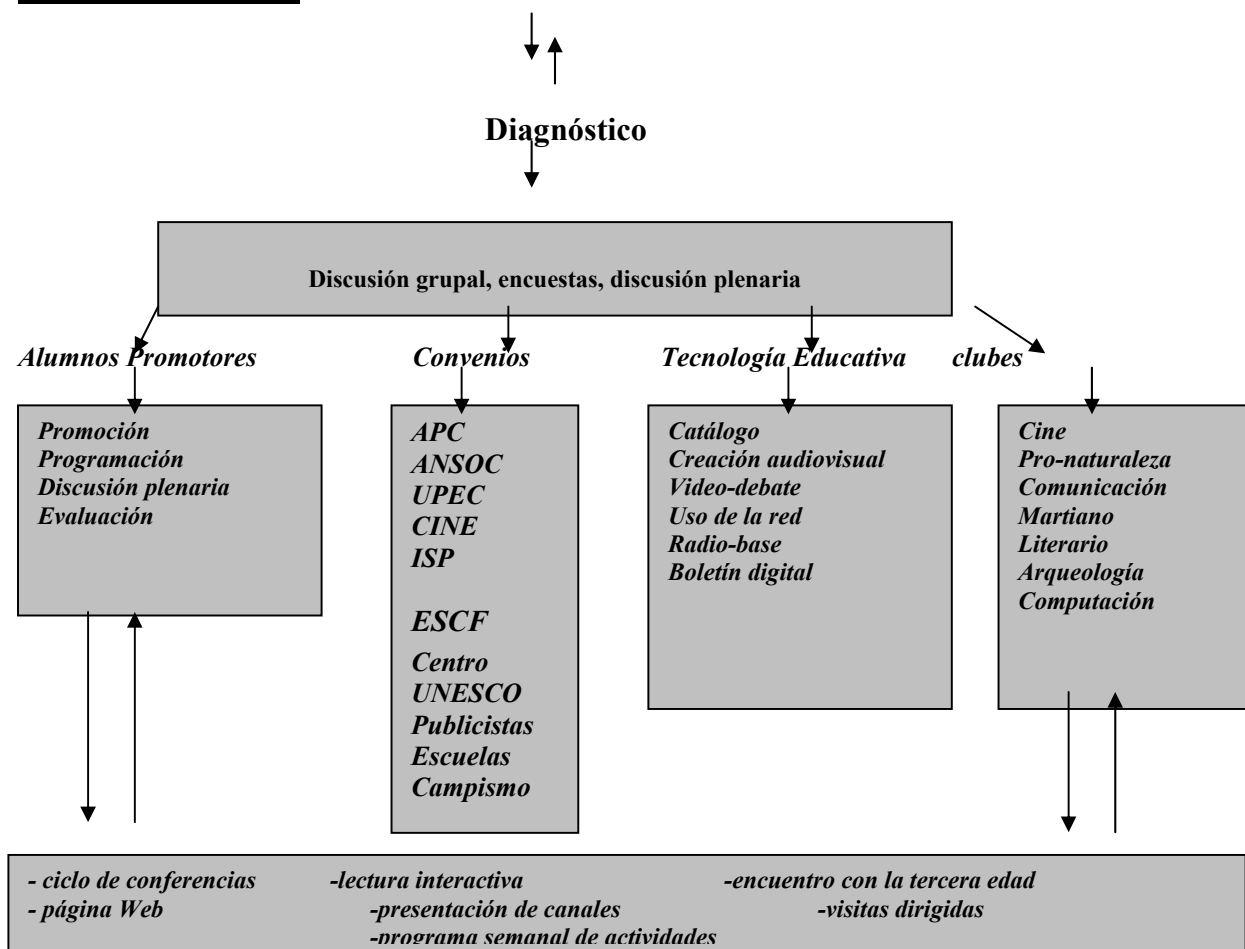 Diagnóstico
Discusión grupal, encuestas, discusión plenaria
Alumnos Promotores
Convenios
Tecnología Educativa
clubes
Promoción
Programación
Discusión plenaria
Evaluación
APC
ANSOC
UPEC
CINE
ISP
ESCF
Centro
UNESCO
Publicistas
Escuelas
Campismo
Catálogo
Creación audiovisual
Video-debate
Uso de la red
Radio-base
Boletín digital
Cine
Pro-naturaleza
Comunicación
Martiano
Literario
Arqueología
Computación
- ciclo de conferencias -lectura interactiva -encuentro con la tercera edad
- página Web -presentación de canales -visitas dirigidas
-programa semanal de actividades